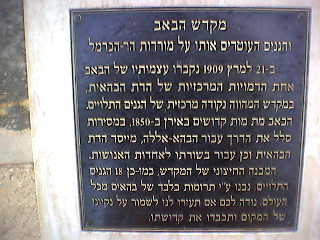 מקדש הבאב
והגנים העוטרים אותו על מורדות הר-הכרמל
ב-21 למרץ 1909 נקברו עצמותיו של הבאב
אחת הדמויות המרכזיות של הדת הבהאית,
במקדש המהווה נקודה מרכזית של הגנים התלויים.
הבאב מת מות קדושים באירן ב-1850, במסירות
סלל את הדרך עבור הבהא-אללה, מייסד הדת
הבהאית וכן עבור בשורתו לאחדות האנושות.
המבנה החיצוני של המקדש, כמו-כן 18 הגנים
התלויים, נבנו ע"י תרומות בלבד של בהאים מכל
העולם. נודה לכם אם תעזרו לנו לשמור על נקיונו
של המקום ותכבדו את קדושתו.